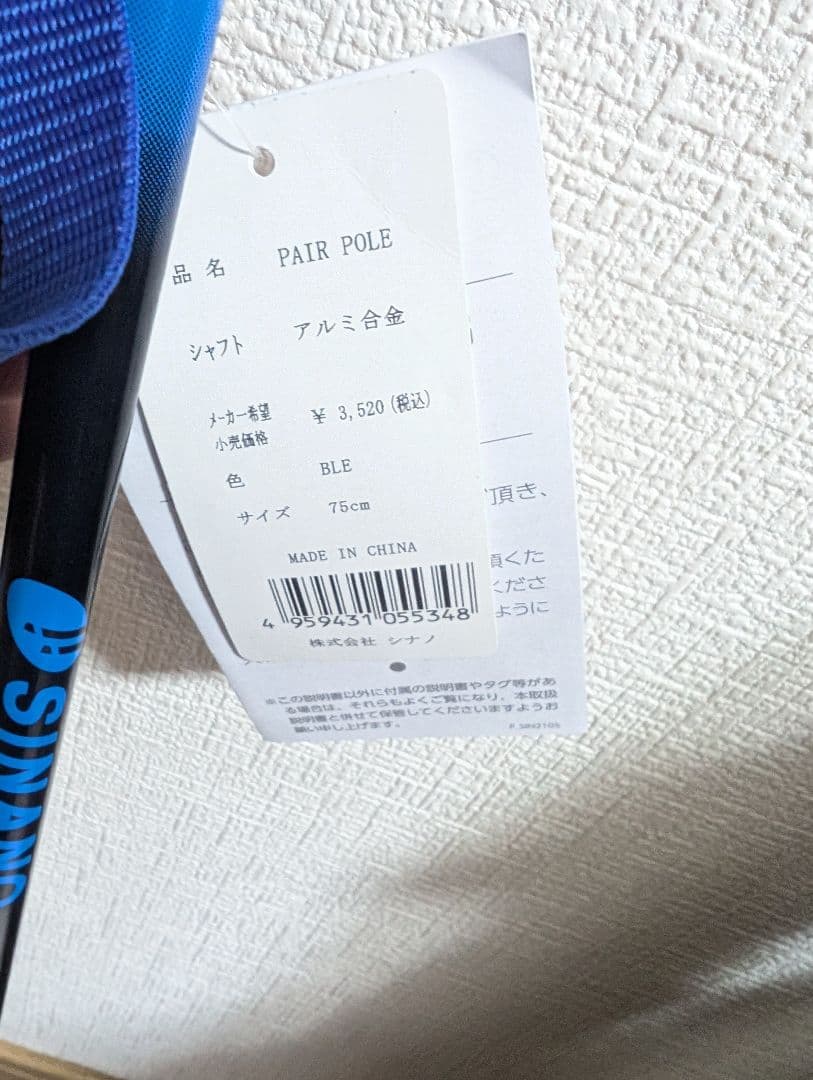 品名 PAIR POLE
シャフト アルミ合金
メーカー希望
小売価格 ¥ 3,520(税込)
色 BLE
サイズ 75cm
MADE IN CHINA
4 959431 055348
株式会社 シナノ
頂き、
頂くた
くださ
ように
※この説明書以外に付属の説明書やタグ等があ
る場合は、それらもよくご覧になり、本取扱
説明書と併せて保管してくださいますようお
願い申し上げます。
SINANO